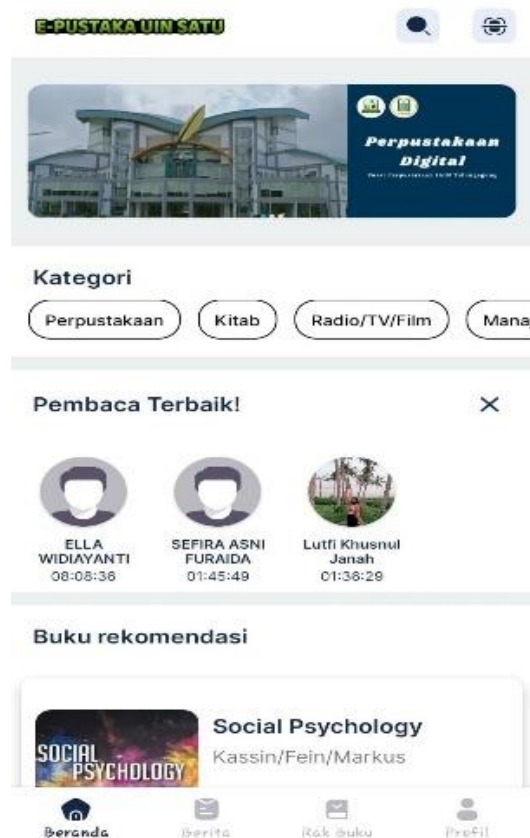 E-PUSTAKA UIN SATU
Perpustakaan
Digital
Kategori
Perpustakaan Kitab Radio/TV/Film Mana
Pembaca Terbaik!
ELLA
WIDIAYANTI
08:08:36
SEFIRA ASNI
FURAIDA
01:45:49
Lutfi Khusnul
Janah
01:36:29
Buku rekomendasi
SOCIAL
PSYCHOLOGY
Social Psychology
Kassin/Fein/Markus
Beranda Berita Rak Buku Profil